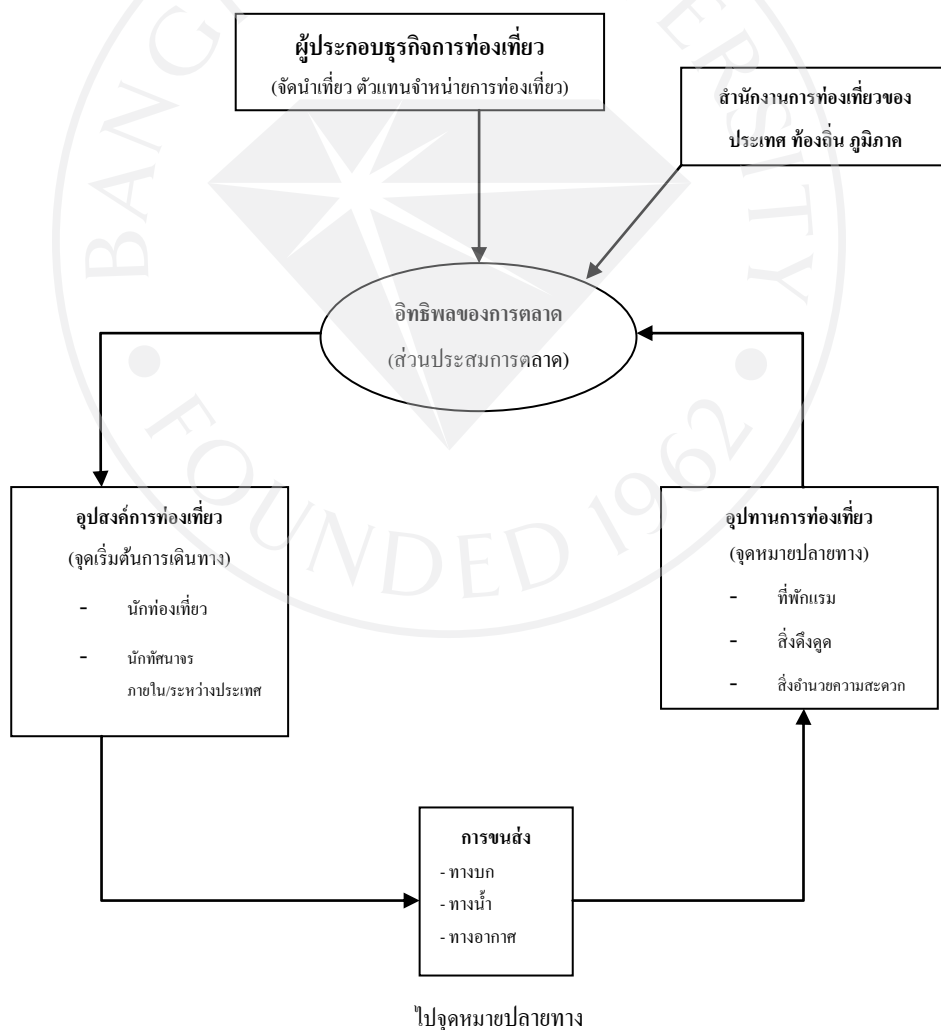 ผู้ประกอบธุรกิจการท่องเที่ยว
(จัดนำเที่ยว ตัวแทนจำหน่ายการท่องเที่ยว)
สำนักงานการท่องเที่ยวของ
ประเทศ ท้องถิ่น ภูมิภาค
อิทธิพลของการตลาด
(ส่วนประสมการตลาด)
อุปสงค์การท่องเที่ยว
(จุดเริ่มต้นการเดินทาง)
- นักท่องเที่ยว
- นักทัศนาจร
ภายใน/ระหว่างประเทศ
อุปทานการท่องเที่ยว
(จุดหมายปลายทาง)
- ที่พักแรม
- สิ่งดึงดูด
- สิ่งอำนวยความสะดวก
การขนส่ง
- ทางบก
- ทางน้ำ
- ทางอากาศ
ไปจุดหมายปลายทาง
FOUNDED 1962